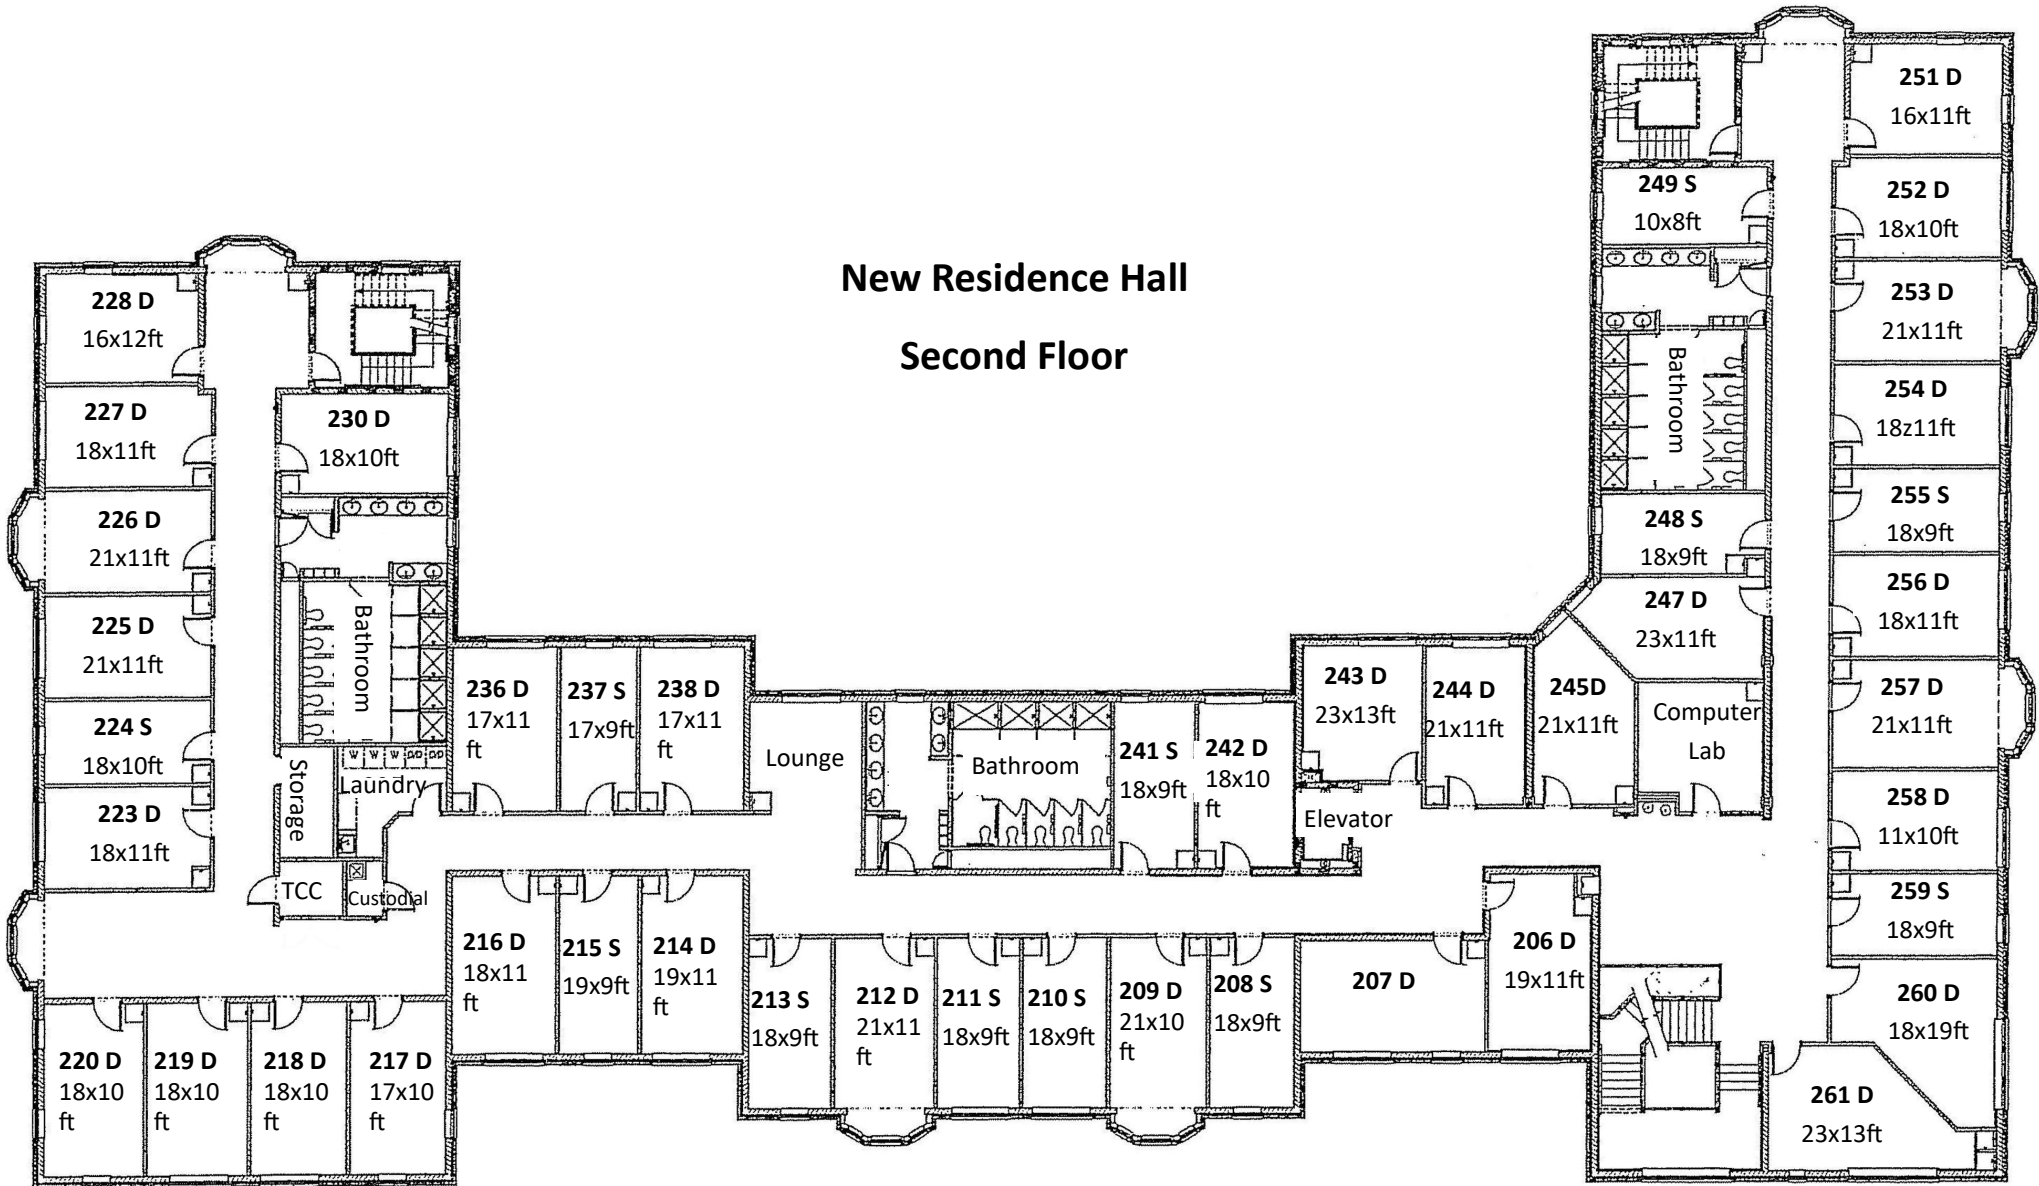 New Residence Hall
Second Floor
228 D
16x12ft
227 D
18x11ft
226 D
21x11ft
225 D
21x11ft
224 S
18x10ft
223 D
18x11ft
230 D
18x10ft
Bathroom
Storage
Laundry
TCC
Custodial
220 D
18x10
ft
219 D
18x10
ft
218 D
18x10
ft
217 D
17x10
ft
236 D
17x11
ft
237 S
17x9ft
238 D
17x11
ft
216 D
18x11
ft
215 S
19x9ft
214 D
19x11
ft
Lounge
Bathroom
241 S
18x9ft
242 D
18x10
ft
213 S
18x9ft
212 D
21x11
ft
211 S
18x9ft
210 S
18x9ft
209 D
21x10
ft
208 S
18x9ft
Elevator
243 D
23x13ft
244 D
21x11ft
245D
21x11ft
207 D
206 D
19x11ft
249 S
10x8ft
Bathroom
248 S
18x9ft
247 D
23x11ft
Computer
Lab
251 D
16x11ft
252 D
18x10ft
253 D
21x11ft
254 D
18z11ft
255 S
18x9ft
256 D
18x11ft
257 D
21x11ft
258 D
11x10ft
259 S
18x9ft
260 D
18x19ft
261 D
23x13ft